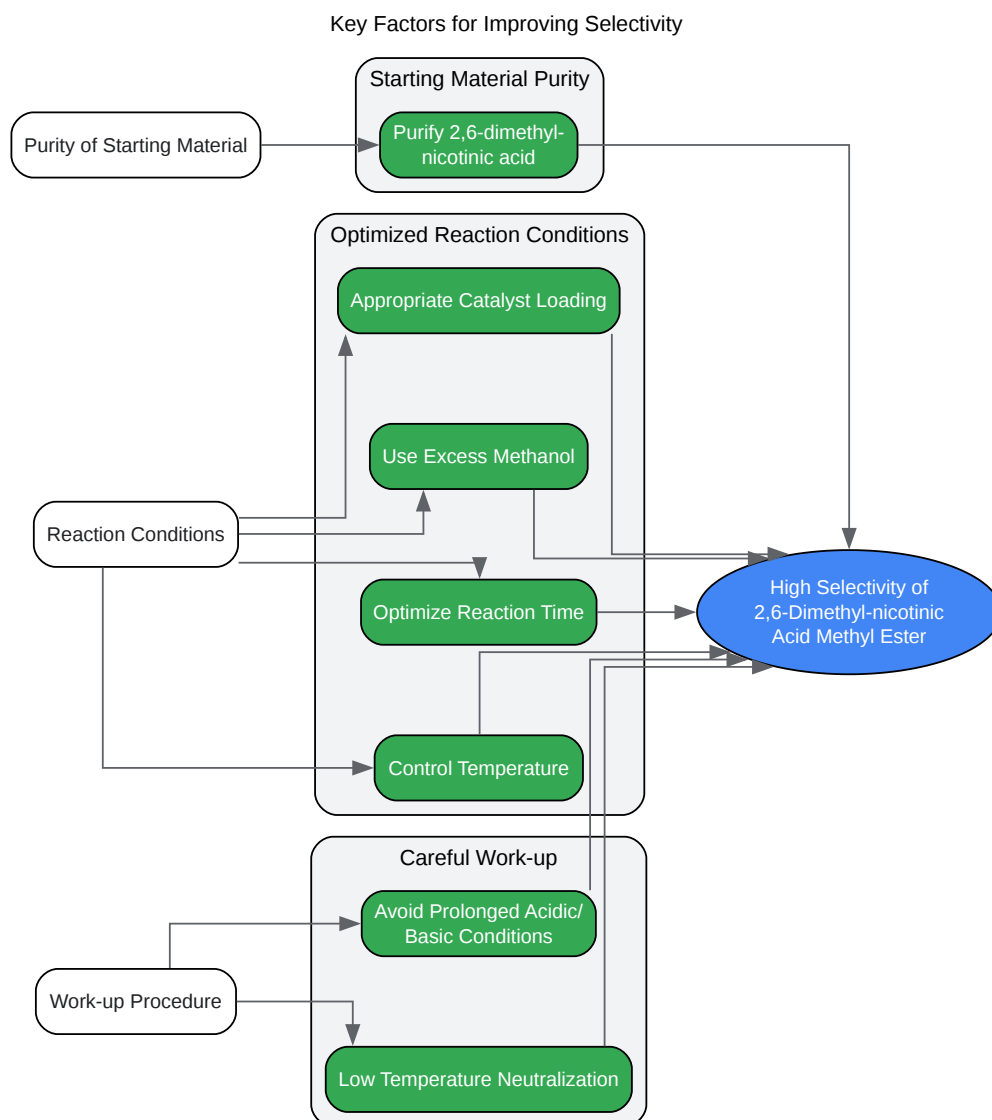 Key Factors for Improving Selectivity
Starting Material Purity
Purity of Starting Material
Purify 2,6-dimethyl-
nicotinic acid
Optimized Reaction Conditions
Appropriate Catalyst Loading
Use Excess Methanol
Reaction Conditions
Optimize Reaction Time
High Selectivity of
2,6-Dimethyl-nicotinic
Acid Methyl Ester
Control Temperature
Careful Work-up
Avoid Prolonged Acidic/
Basic Conditions
Work-up Procedure
Low Temperature Neutralization